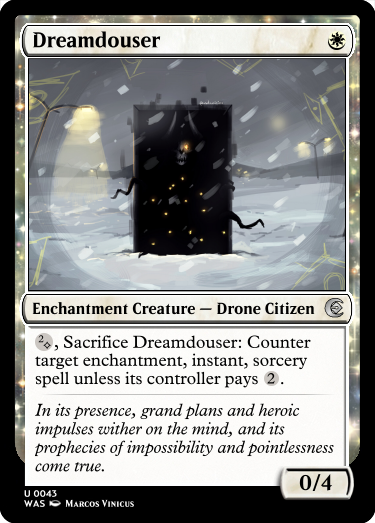 Dreamdouser
Enchantment Creature — Drone Citizen
2, Sacrifice Dreamdouser: Counter
target enchantment, instant, sorcery
spell unless its controller pays 2.
In its presence, grand plans and heroic
impulses wither on the mind, and its
prophecies of impossibility and pointlessness
come true.
0/4
U 0043
WAS Marcos Vinicus